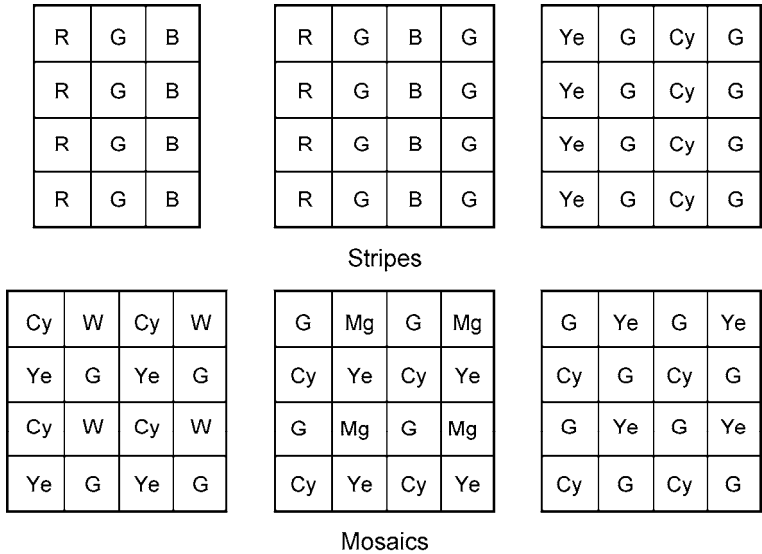 R G B R G B G Ye G Cy G
R G B R G B G Ye G Cy G
R G B R G B G Ye G Cy G
R G B R G B G Ye G Cy G
Stripes
Cy W Cy W G Mg G Mg G Ye G Ye
Ye G Ye G Cy Ye Cy Ye Cy G Cy G
Cy W Cy W G Mg G Mg G Ye G Ye
Ye G Ye G Cy Ye Cy Ye Cy G Cy G
Mosaics